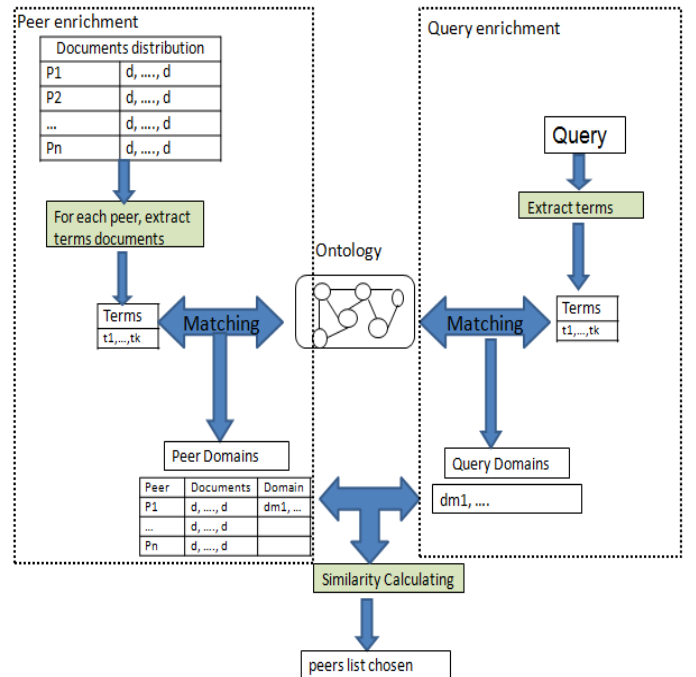 Peer enrichment
Documents distribution
P1 d, ...., d
P2 d, ...., d
... d, ...., d
Pn d, ...., d
For each peer, extract
terms documents
Terms
t1,...,tk
Matching
Ontology
Query enrichment
Query
Extract terms
Terms
t1,...,tk
Matching
Peer Domains
Peer Documents Domain
P1 d, ...., d dm1, ...
... d, ...., d
Pn d, ...., d
Query Domains
dm1, ....
Similarity Calculating
peers list chosen